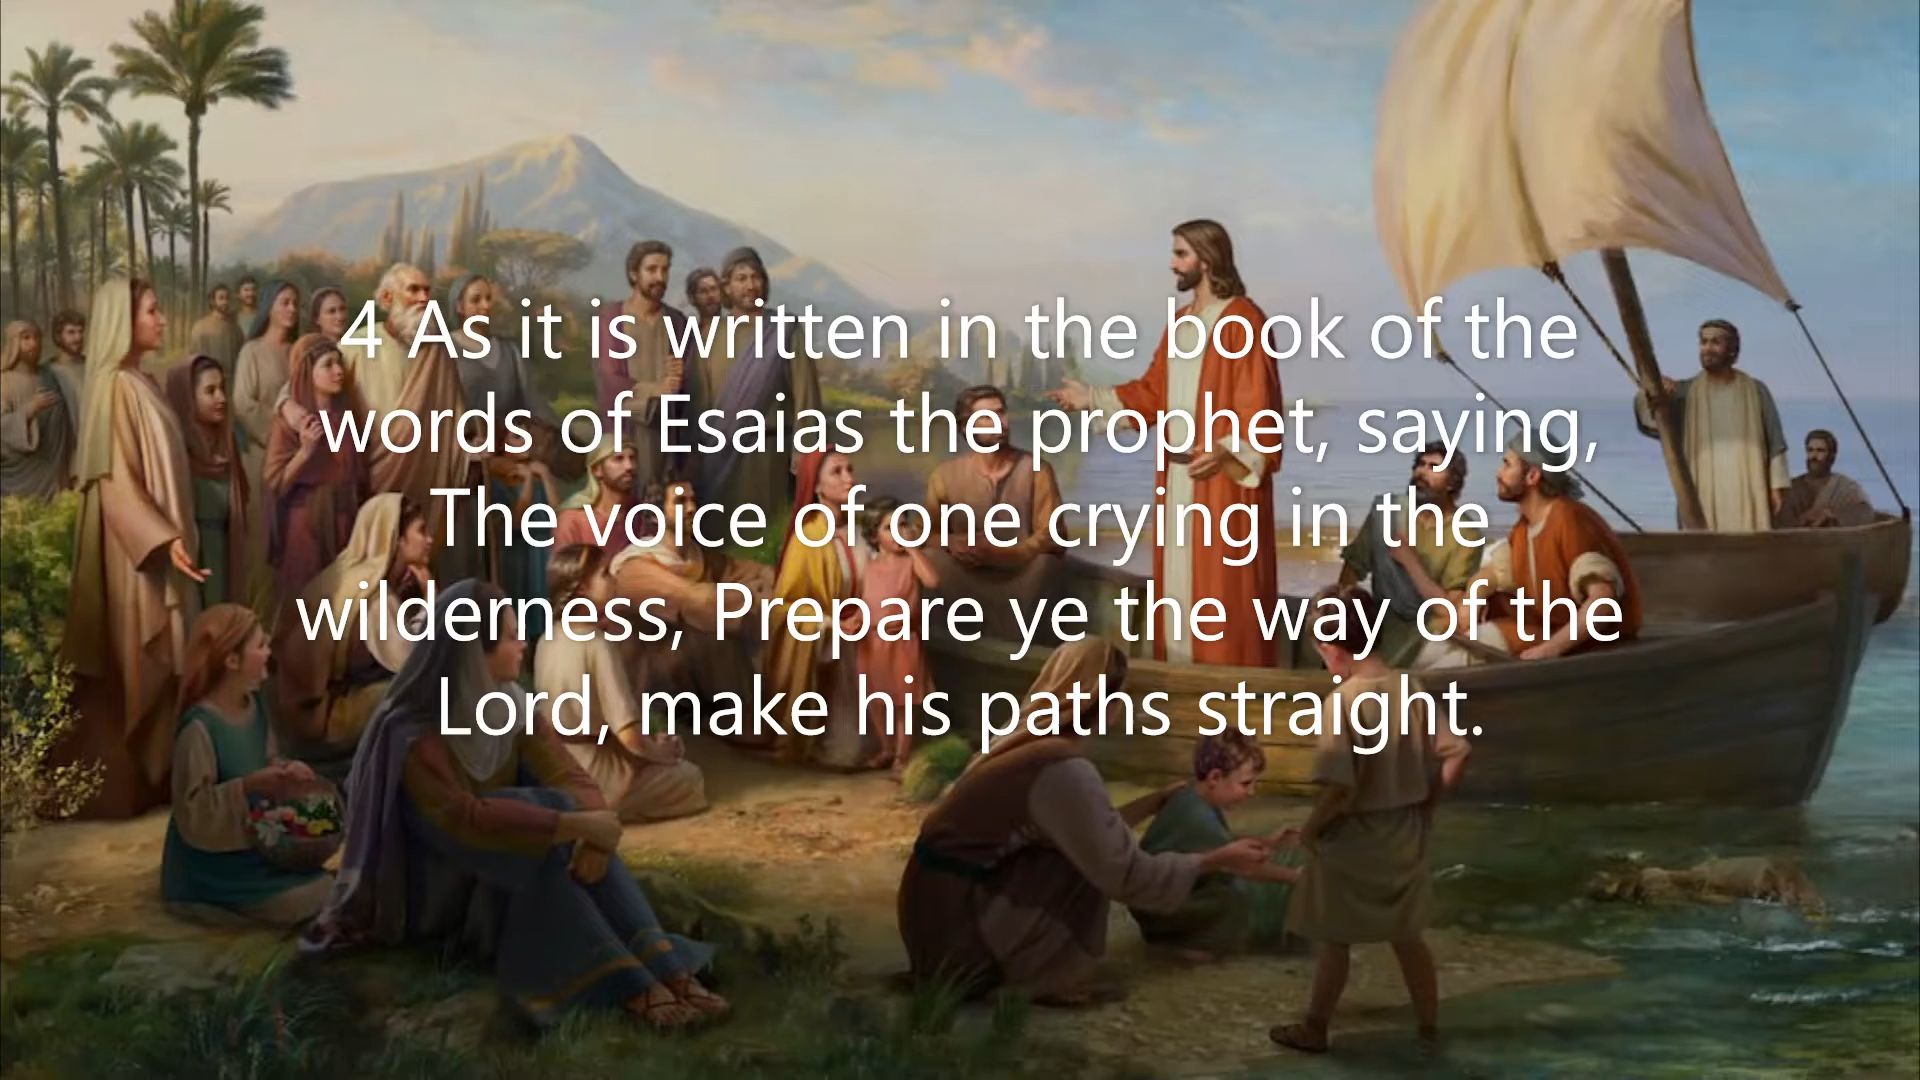 4 As it is written in the book of the
words of Esaias the prophet, saying,
The voice of one crying in the
wilderness, Prepare ye the way of the
Lord, make his paths straight.